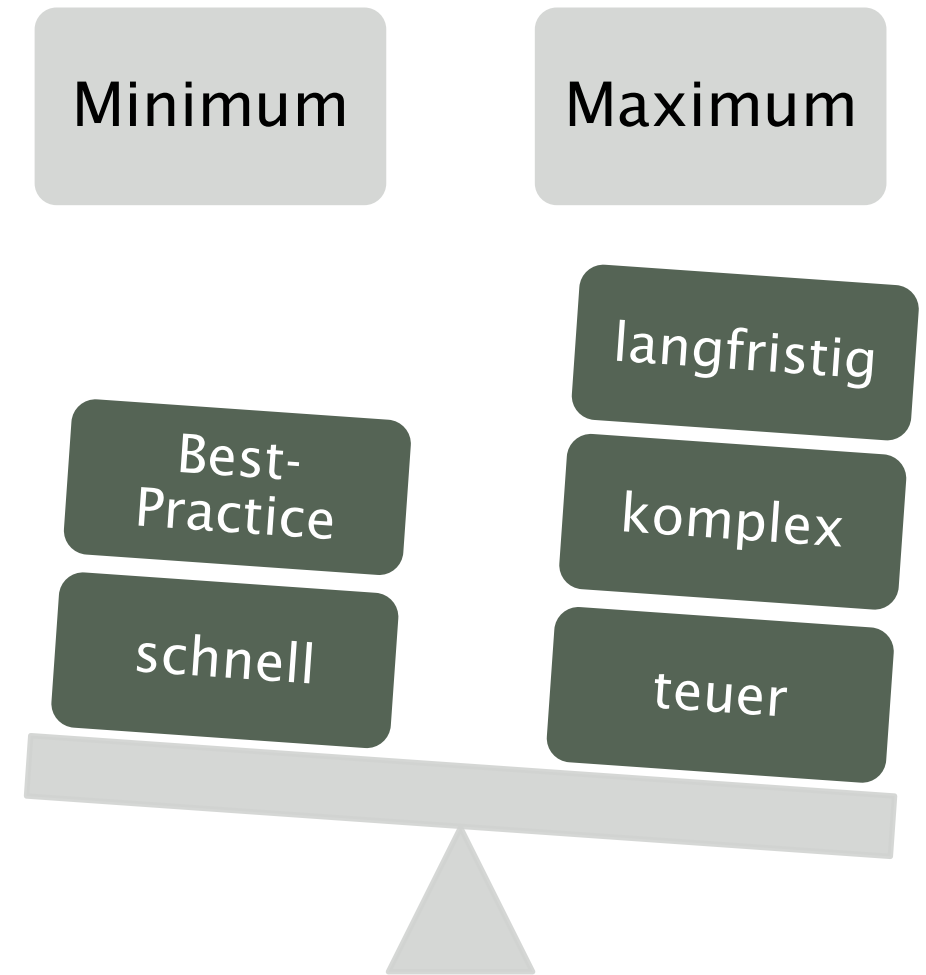 Minimum
Maximum
Best-
Practice
schnell
langfristig
komplex
teuer